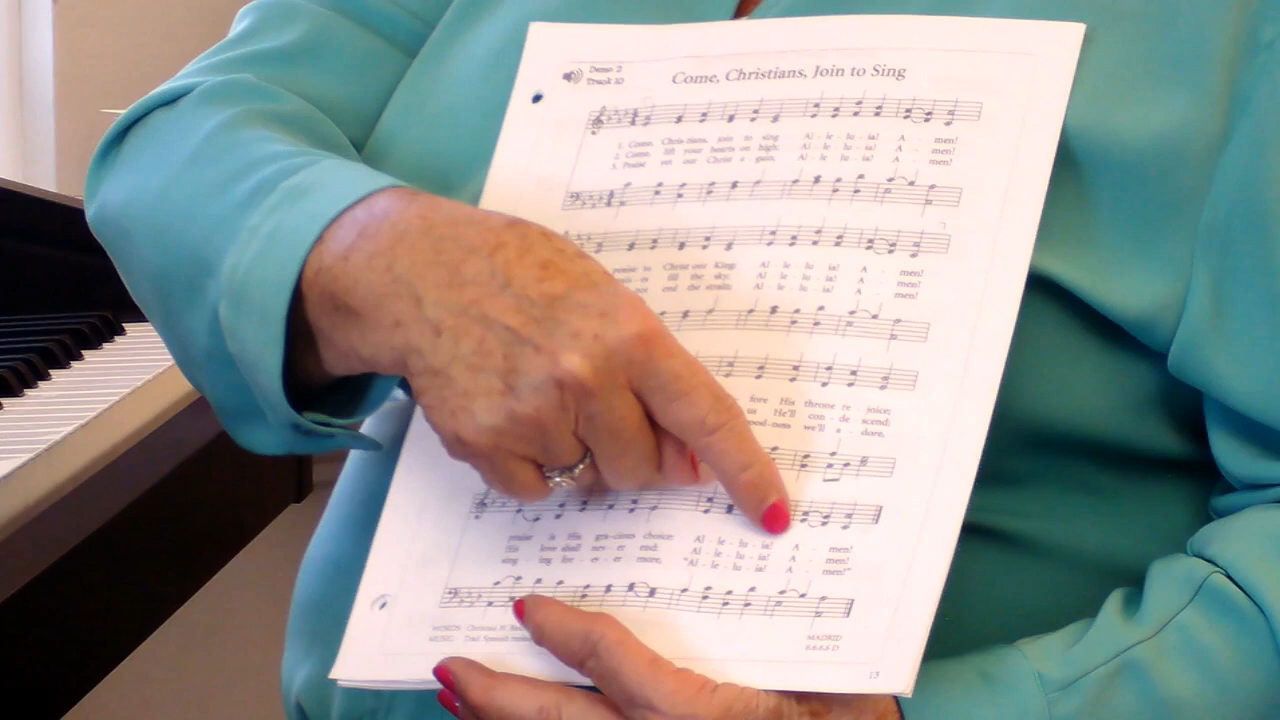 Demo 2
Track 10
Come, Christians, Join to Sing
1. Come, Chris-tians, join to sing Al - le - lu - ia! A - men!
2. Come, lift your hearts on high; Al - le - lu - ia! A - men!
3. Praise yet our Christ a - gain; Al - le - lu - ia! A - men!
praise to Christ our King; Al - le - lu - ia! A - men!
fill the sky; Al - le - lu - ia! A - men!
not end the strain; Al - le - lu - ia! A - men!
fore His throne re - joice;
us He'll con - de - scend;
good-ness we'll a - dore,
praise is His gra-cious choice: Al - le - lu - ia! A - men!
His love shall nev - er end: Al - le - lu - ia! A - men!
sing - ing for - ev - er more, "Al - le - lu - ia! A - men!"
WORDS: Christian H.
MUSIC: Trad. Spanish
MADRID
6.6.6.6 D
13